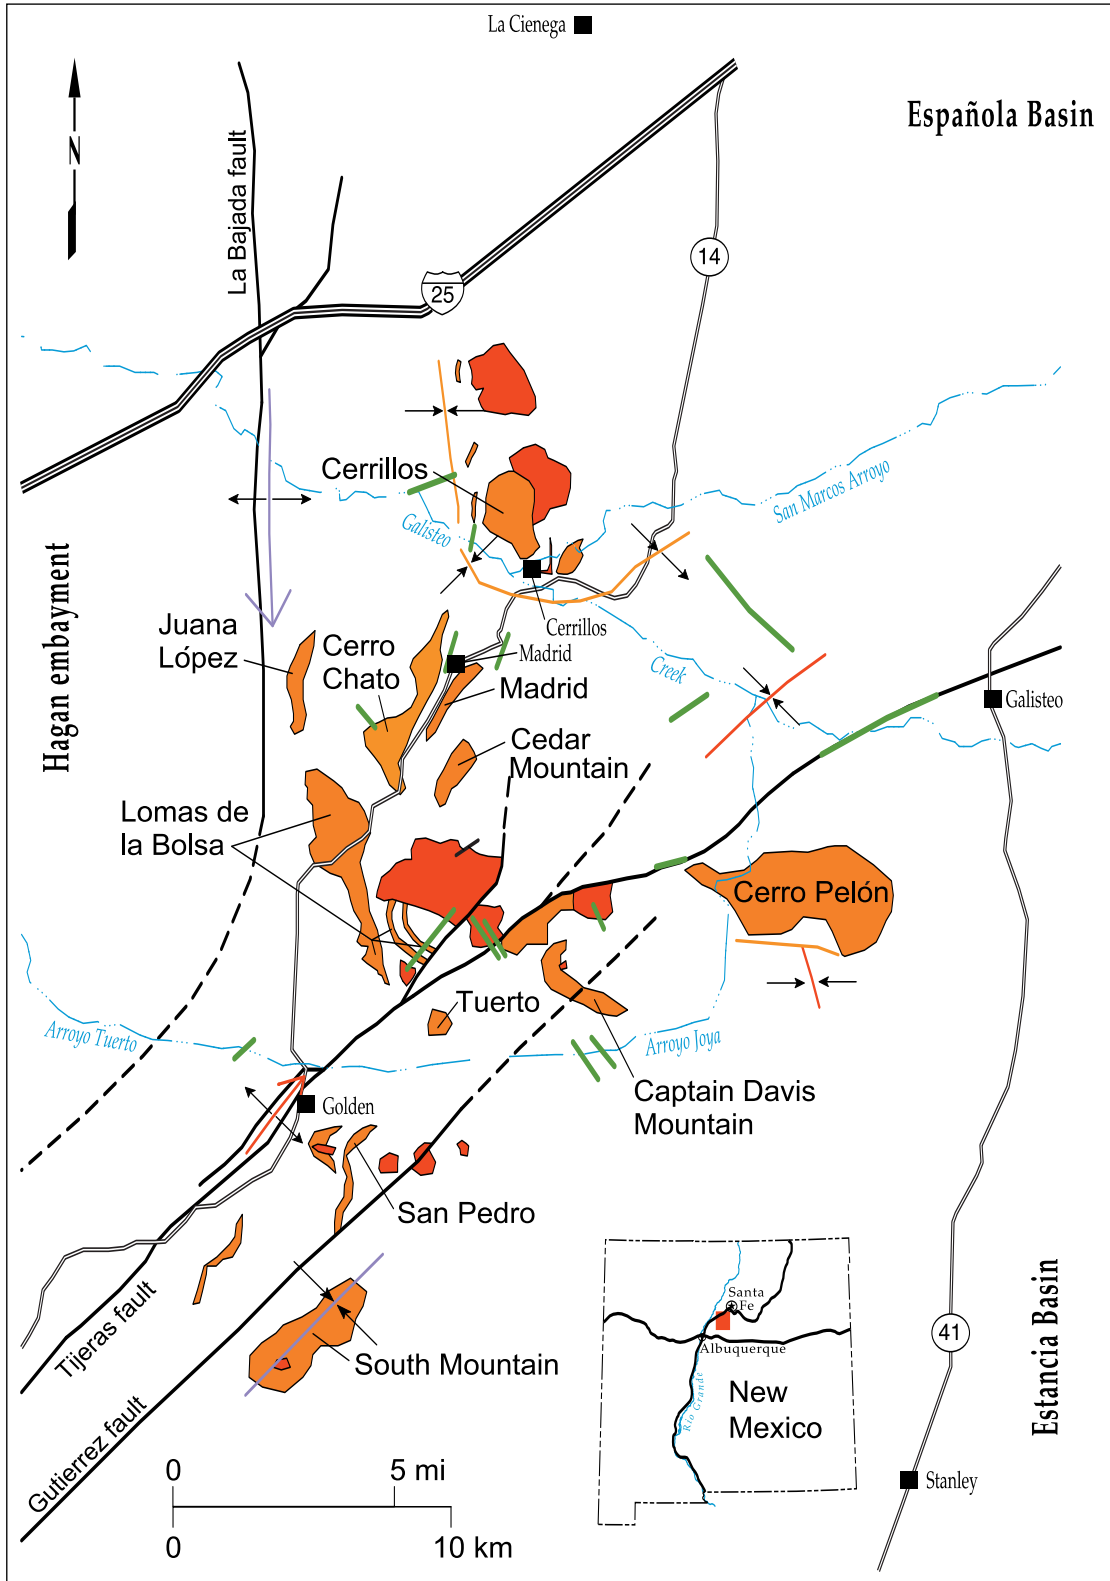 La Cienega
Española Basin
N
La Bajada fault
14
25
Cerrillos
San Marcos Arroyo
Galisteo
Hagan embayment
Juana
López
Cerro
Chato
Cerrillos
Madrid
Madrid
Creek
Galisteo
Cedar
Mountain
Lomas de
la Bolsa
Cerro Pelón
Tuerto
Arroyo Tuerto
Arroyo Joya
Captain Davis
Mountain
Golden
San Pedro
Tijeras fault
South Mountain
Gutierrez fault
Santa
Fe
Albuquerque
Rio Grande
New
Mexico
41
Estancia Basin
Stanley
0
5 mi
0
10 km